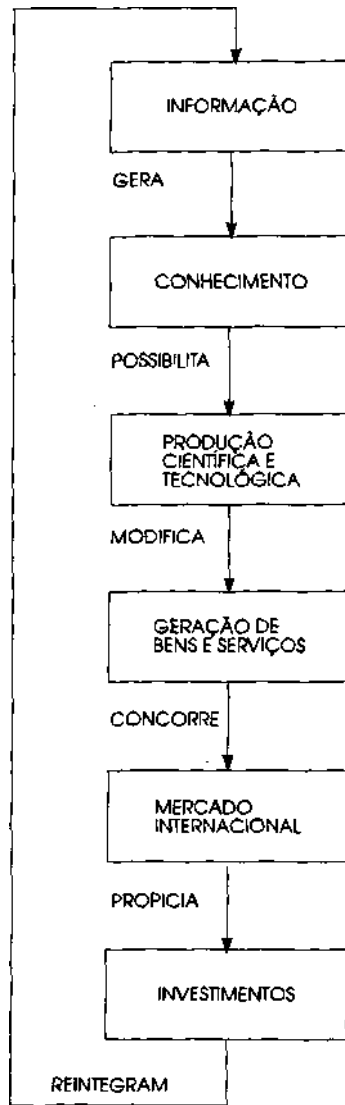 INFORMAÇÃO
GERA
CONHECIMENTO
POSSIBILITA
PRODUÇÃO
CIENTÍFICA E
TECNOLÓGICA
MODIFICA
GERAÇÃO DE
BENS E SERVIÇOS
CONCORRE
MERCADO
INTERNACIONAL
PROPICIA
INVESTIMENTOS
REINTEGRAM